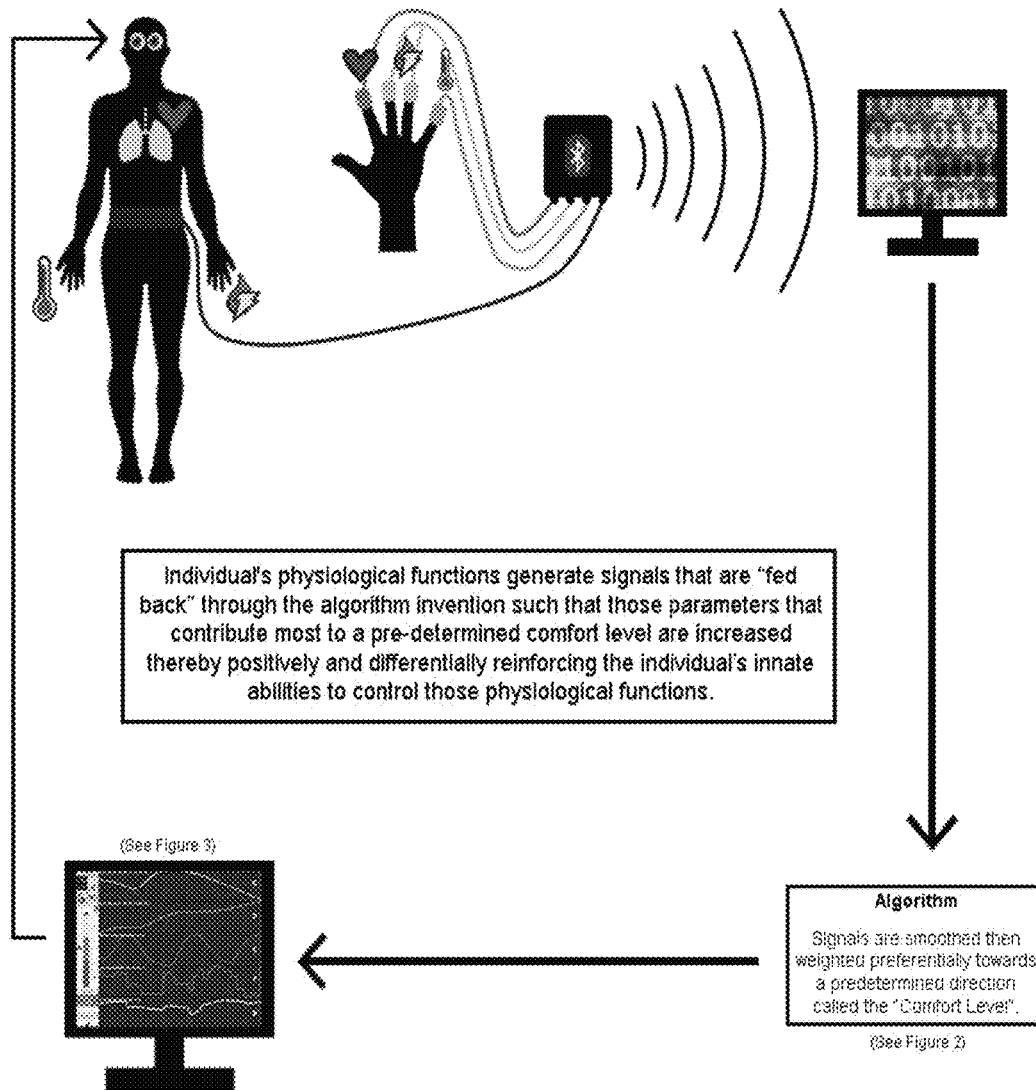 Individual's physiological functions generate signals that are "fed
back" through the algorithm invention such that those parameters that
contribute most to a pre-determined comfort level are increased
thereby positively and differentially reinforcing the individual's innate
abilities to control those physiological functions.
(See Figure 3)
Algorithm
Signals are smoothed then
weighted preferentially towards
a predetermined direction
called the "Comfort Level".
(See Figure 2)